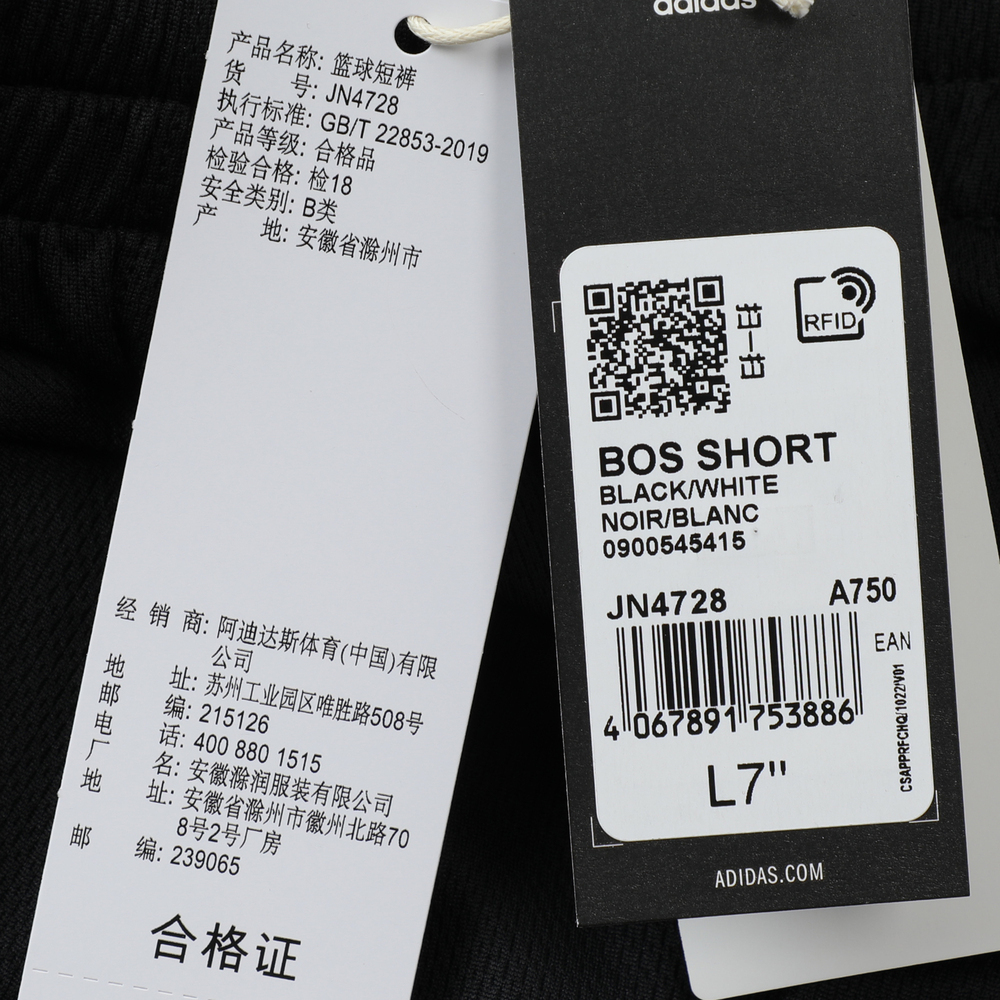 产品名称: 篮球短裤
货 号: JN4728
执行标准: GB/T 22853-2019
产品等级: 合格品
检验合格: 检18
安全类别: B类
产 地: 安徽省滁州市
经 销 商: 阿迪达斯体育(中国)有限
公司
地 址: 苏州工业园区唯胜路508号
邮 编: 215126
电 话: 400 880 1515
厂 名: 安徽滁润服装有限公司
地 址: 安徽省滁州市徽州北路70
8号2号厂房
邮 编: 239065
合格证
adidas
RFID
BOS SHORT
BLACK/WHITE
NOIR/BLANC
0900545415
JN4728 A750
EAN
4 067891 753886
CSAPPRFCHQ/1022/V01
L7"
ADIDAS.COM